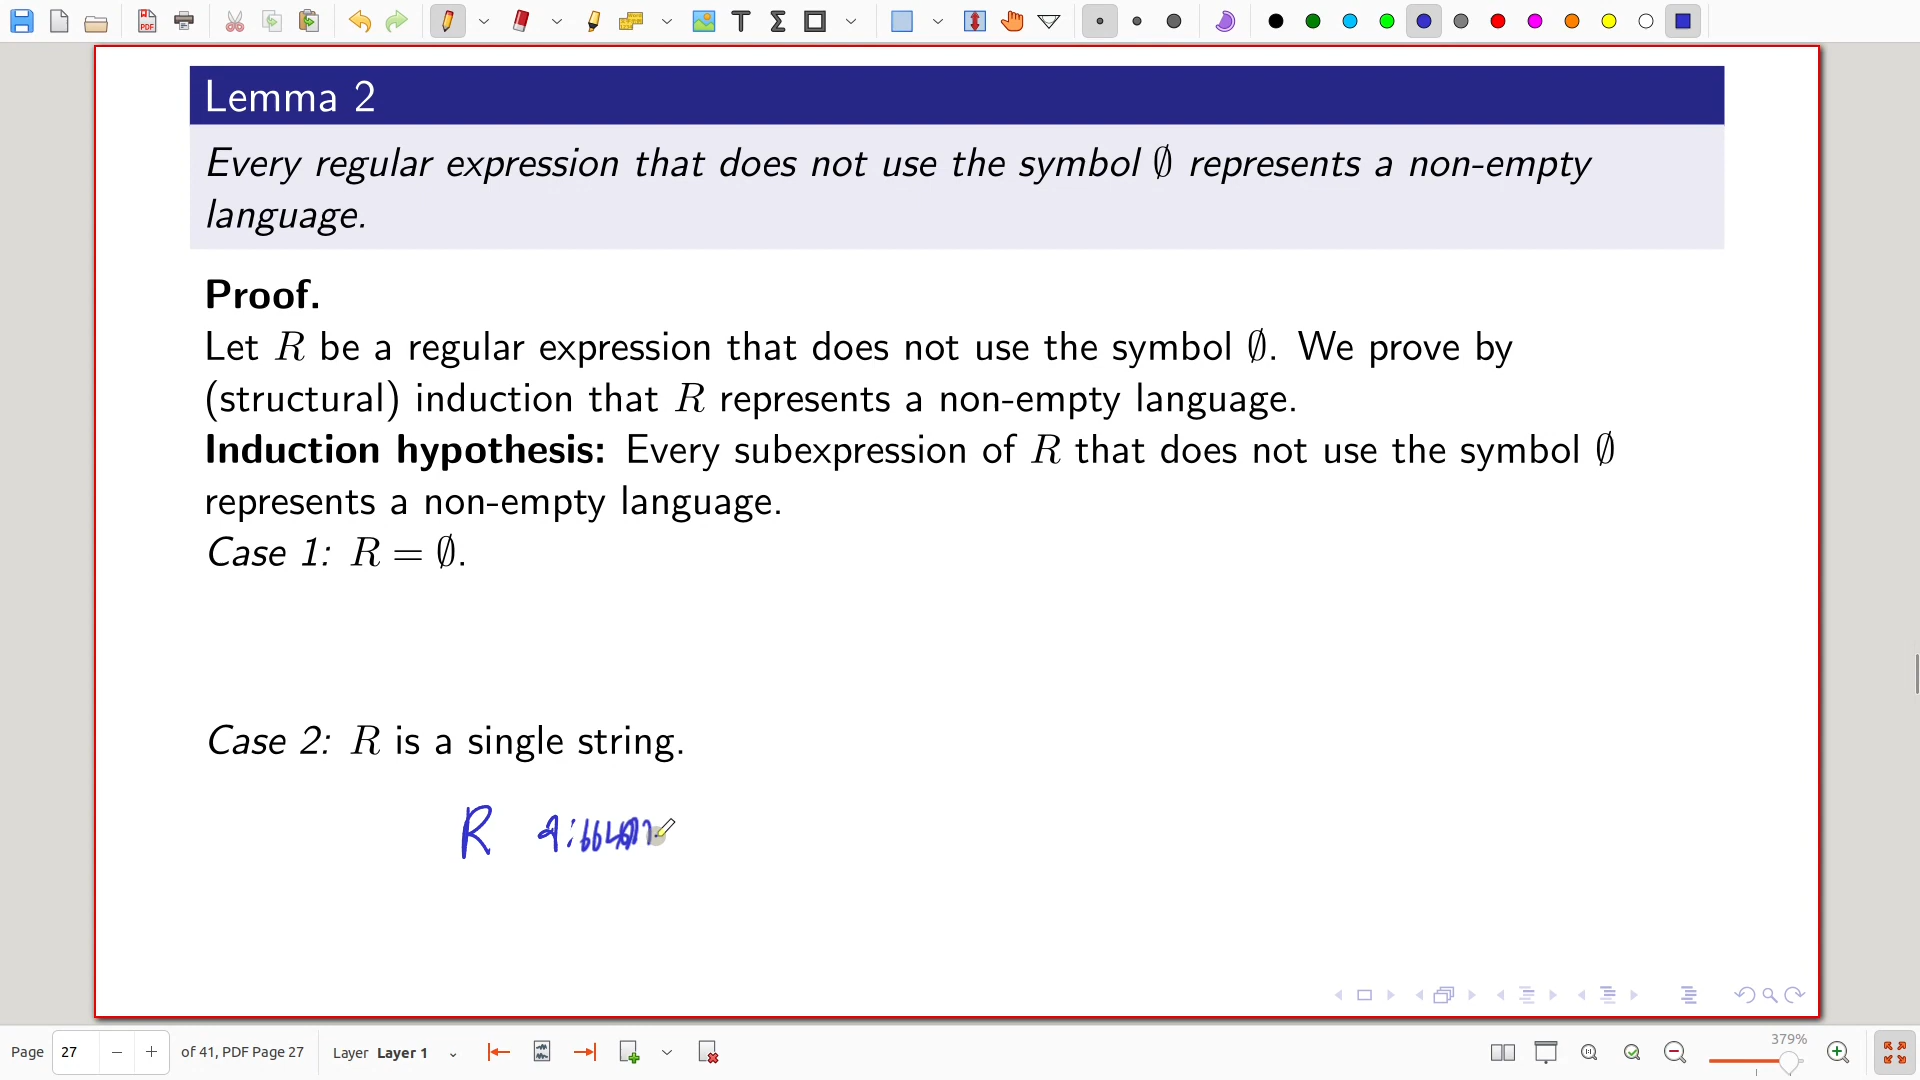 Lemma 2
Every regular expression that does not use the symbol ∅ represents a non-empty
language.
Proof.
Let R be a regular expression that does not use the symbol ∅. We prove by
(structural) induction that R represents a non-empty language.
Induction hypothesis: Every subexpression of R that does not use the symbol ∅
represents a non-empty language.
Case 1: R = ∅.
Case 2: R is a single string.
R
379%
Page 27 of 41, PDF Page 27 Layer Layer 1